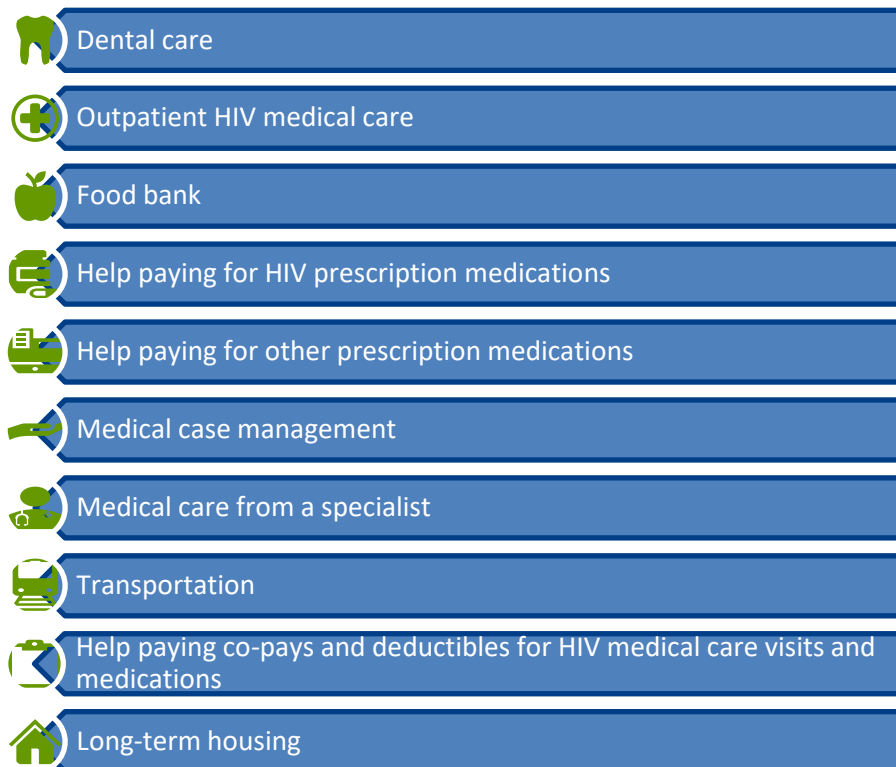 Dental care
Outpatient HIV medical care
Food bank
Help paying for HIV prescription medications
Help paying for other prescription medications
Medical case management
Medical care from a specialist
Transportation
Help paying co-pays and deductibles for HIV medical care visits and
medications
Long-term housing